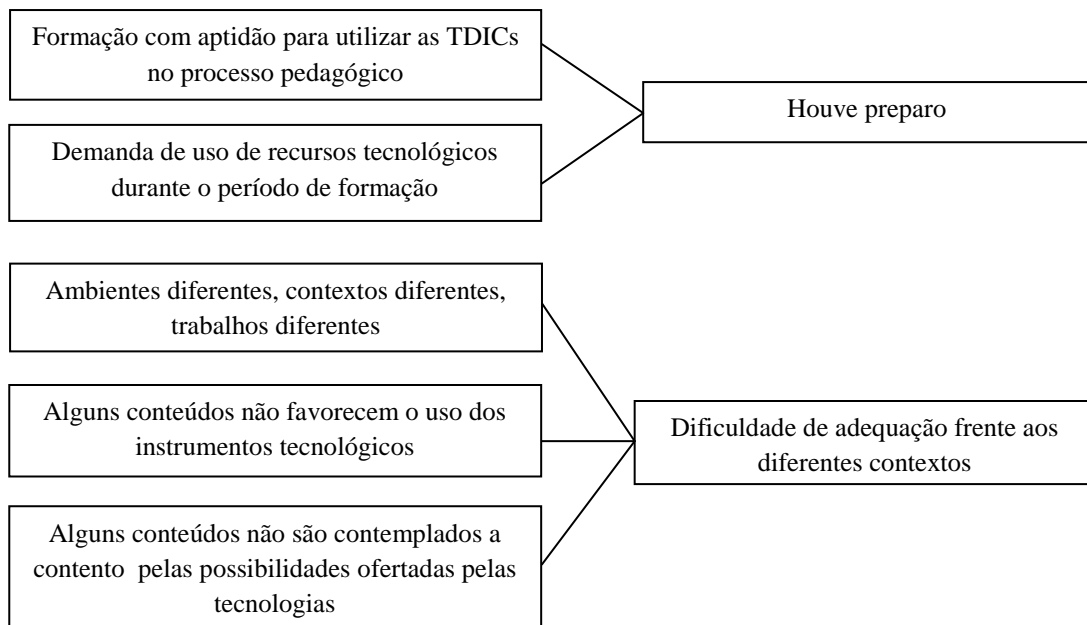 Formação com aptidão para utilizar as TDICs
no processo pedagógico
Houve preparo
Demanda de uso de recursos tecnológicos
durante o período de formação
Ambientes diferentes, contextos diferentes,
trabalhos diferentes
Alguns conteúdos não favorecem o uso dos
instrumentos tecnológicos
Dificuldade de adequação frente aos
diferentes contextos
Alguns conteúdos não são contemplados a
contento pelas possibilidades ofertadas pelas
tecnologias